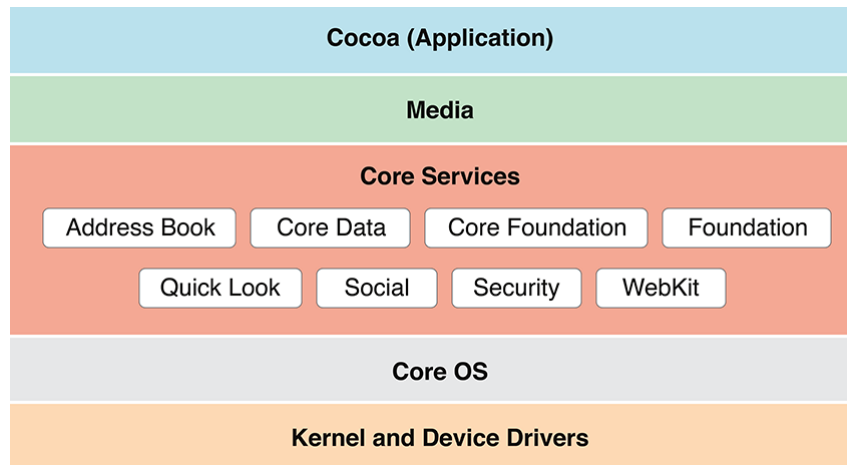 Cocoa (Application)
Media
Core Services
Address Book Core Data Core Foundation Foundation
Quick Look Social Security WebKit
Core OS
Kernel and Device Drivers